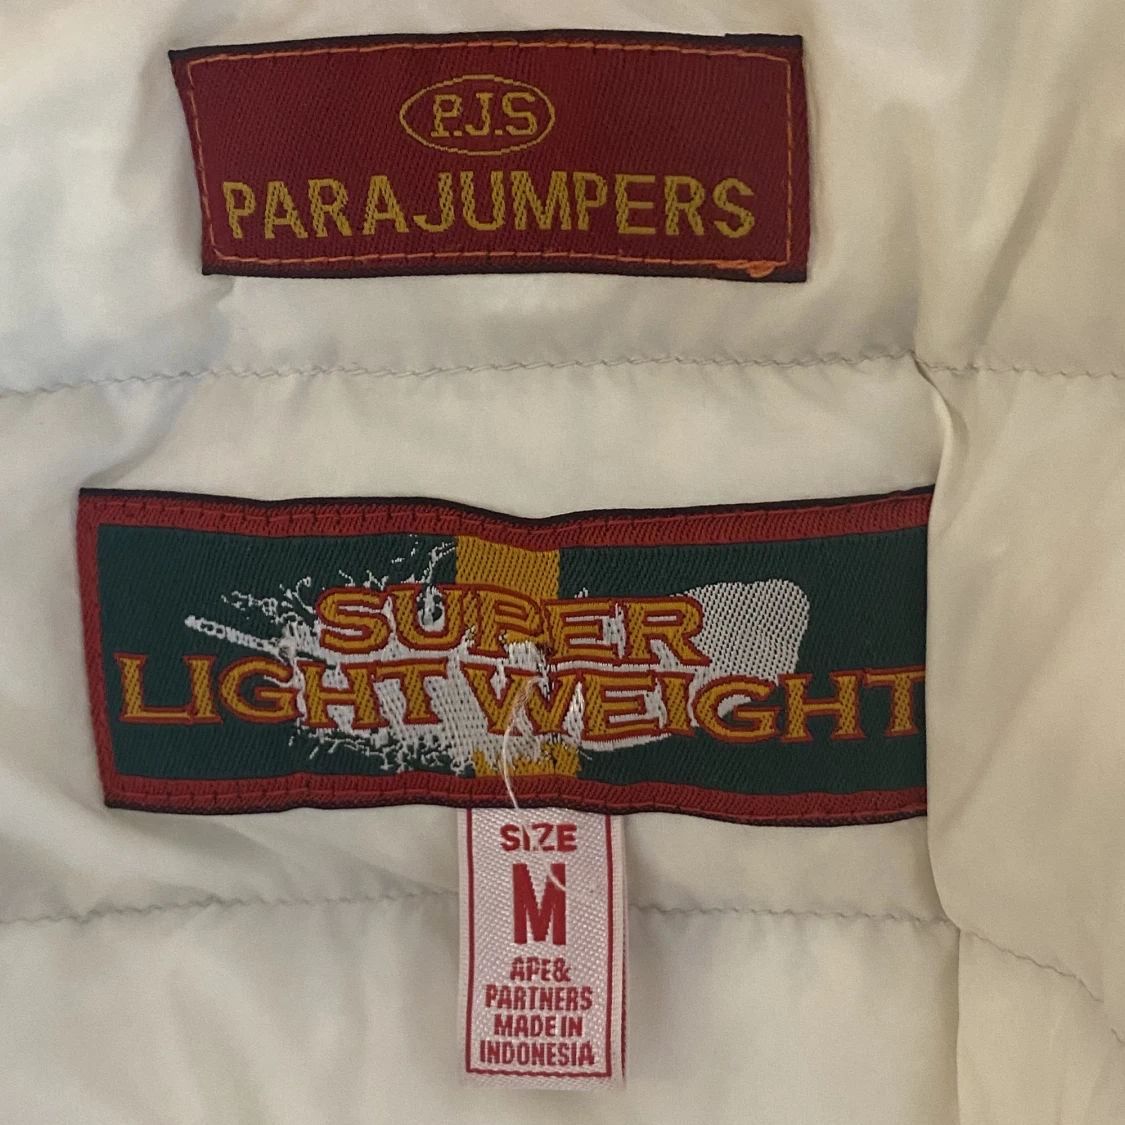 P.J.S
PARAJUMPERS
SUPER
LIGHTWEIGHT
SIZE
M
APE&
PARTNERS
MADE IN
INDONESIA